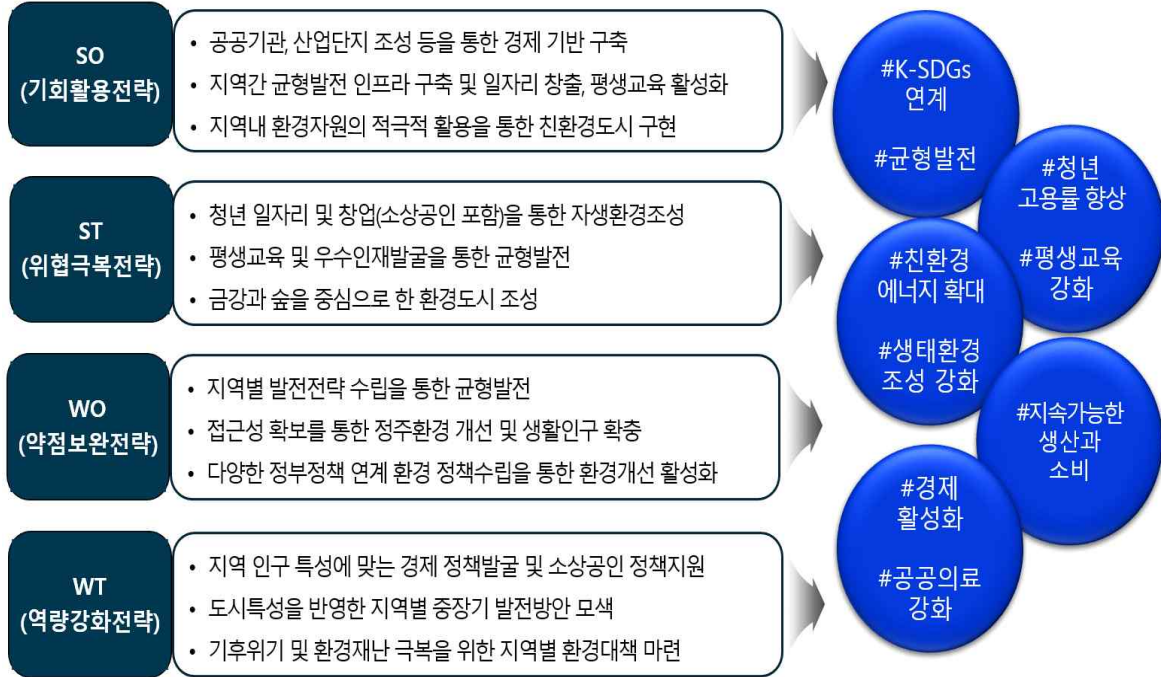 SO
(기회활용전략)
• 공공기관, 산업단지 조성 등을 통한 경제 기반 구축
• 지역간 균형발전 인프라 구축 및 일자리 창출, 평생교육 활성화
• 지역내 환경자원의 적극적 활용을 통한 친환경도시 구현
ST
(위협극복전략)
• 청년 일자리 및 창업(소상공인 포함)을 통한 자생환경조성
• 평생교육 및 우수인재발굴을 통한 균형발전
• 금강과 숲을 중심으로 한 환경도시 조성
WO
(약점보완전략)
• 지역별 발전전략 수립을 통한 균형발전
• 접근성 확보를 통한 정주환경 개선 및 생활인구 확충
• 다양한 정부정책 연계 환경 정책수립을 통한 환경개선 활성화
WT
(역량강화전략)
• 지역 인구 특성에 맞는 경제 정책발굴 및 소상공인 정책지원
• 도시특성을 반영한 지역별 중장기 발전방안 모색
• 기후위기 및 환경재난 극복을 위한 지역별 환경대책 마련
#K-SDGs
연계
#균형발전
#청년
고용률 향상
#평생교육
강화
#친환경
에너지 확대
#생태환경
조성 강화
#지속가능한
생산과
소비
#경제
활성화
#공공의료
강화